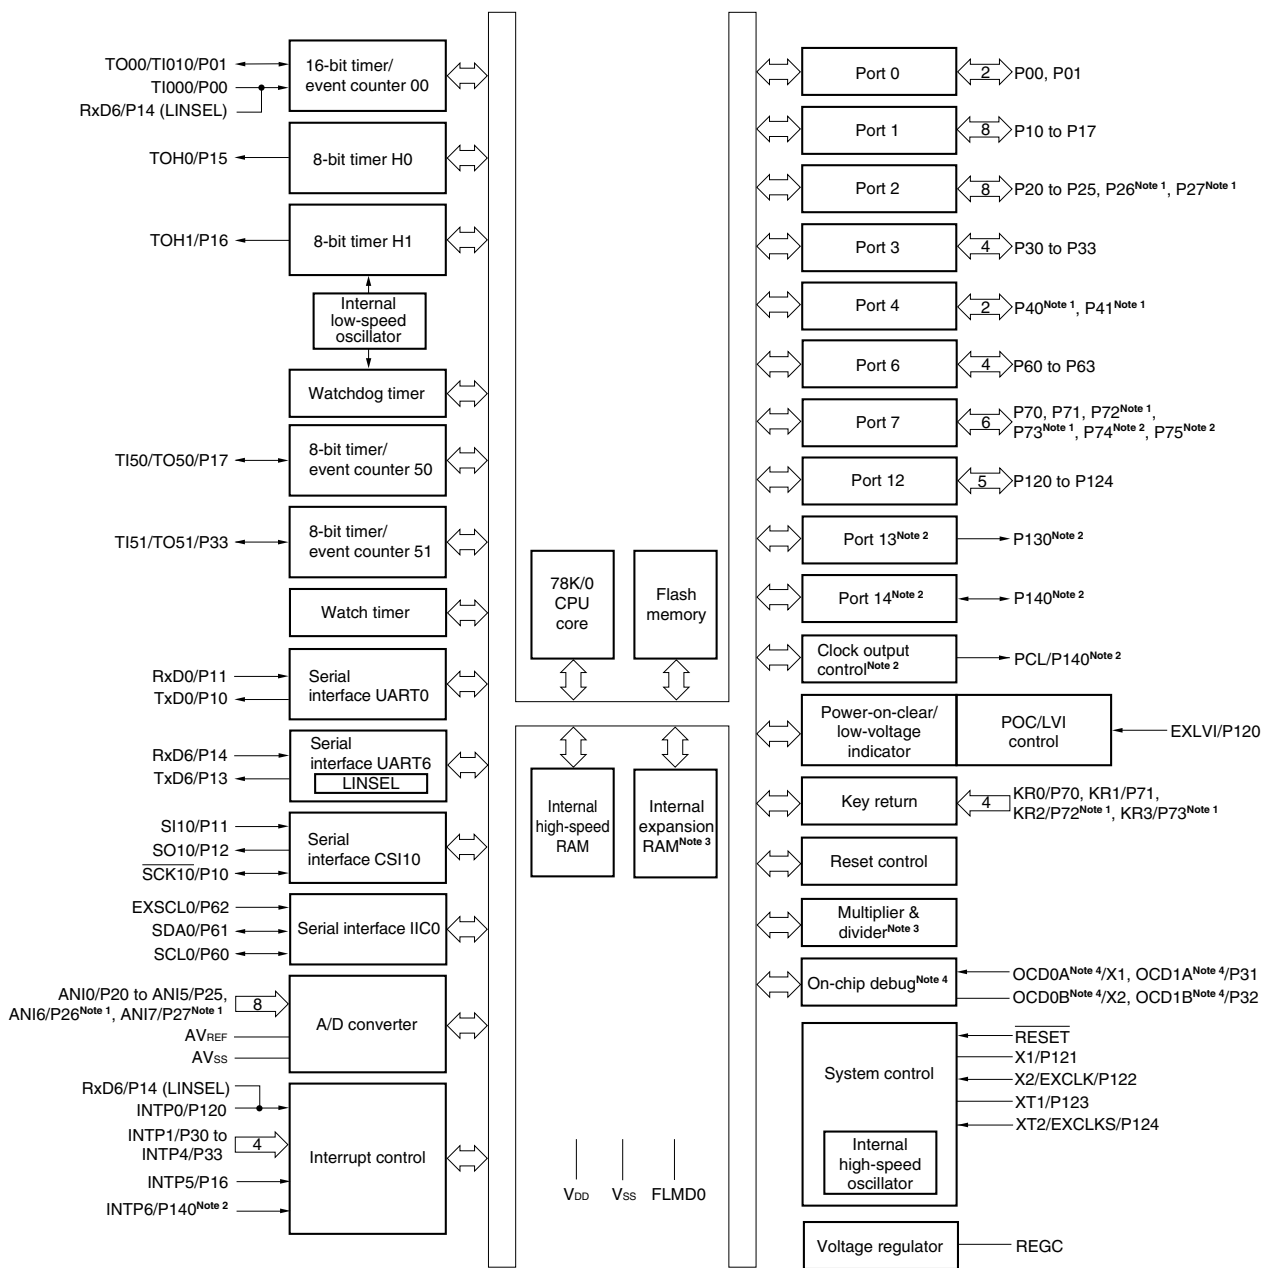 TO00/TI010/P01
TI000/P00
RxD6/P14 (LINSEL)
16-bit timer/
event counter 00
TOH0/P15
8-bit timer H0
TOH1/P16
8-bit timer H1
Internal
low-speed
oscillator
Watchdog timer
TI50/TO50/P17
8-bit timer/
event counter 50
TI51/TO51/P33
8-bit timer/
event counter 51
Watch timer
RxD0/P11
TxD0/P10
Serial
interface UART0
RxD6/P14
TxD6/P13
Serial
interface UART6
LINSEL
SI10/P11
SO10/P12
SCK10/P10
Serial
interface CSI10
EXSCL0/P62
SDA0/P61
SCL0/P60
Serial interface IIC0
ANI0/P20 to ANI5/P25,
ANI6/P26Note 1, ANI7/P27Note 1
8
AVREF
AVSS
A/D converter
RxD6/P14 (LINSEL)
INTP0/P120
INTP1/P30 to
INTP4/P33
4
INTP5/P16
INTP6/P140Note 2
Interrupt control
78K/0
CPU
core
Flash
memory
Internal
high-speed
RAM
Internal
expansion
RAMNote 3
VDD
VSS
FLMD0
Port 0
2
P00, P01
Port 1
8
P10 to P17
Port 2
8
P20 to P25, P26Note 1, P27Note 1
Port 3
4
P30 to P33
Port 4
2
P40Note 1, P41Note 1
Port 6
4
P60 to P63
Port 7
6
P70, P71, P72Note 1,
P73Note 1, P74Note 2, P75Note 2
Port 12
5
P120 to P124
Port 13Note 2
P130Note 2
Port 14Note 2
P140Note 2
Clock output
controlNote 2
PCL/P140Note 2
Power-on-clear/
low-voltage
indicator
POC/LVI
control
EXLVI/P120
Key return
4
KR0/P70, KR1/P71,
KR2/P72Note 1, KR3/P73Note 1
Reset control
Multiplier &
dividerNote 3
On-chip debugNote 4
OCD0ANote 4/X1, OCD1ANote 4/P31
OCD0BNote 4/X2, OCD1BNote 4/P32
System control
Internal
high-speed
oscillator
RESET
X1/P121
X2/EXCLK/P122
XT1/P123
XT2/EXCLKS/P124
Voltage regulator
REGC